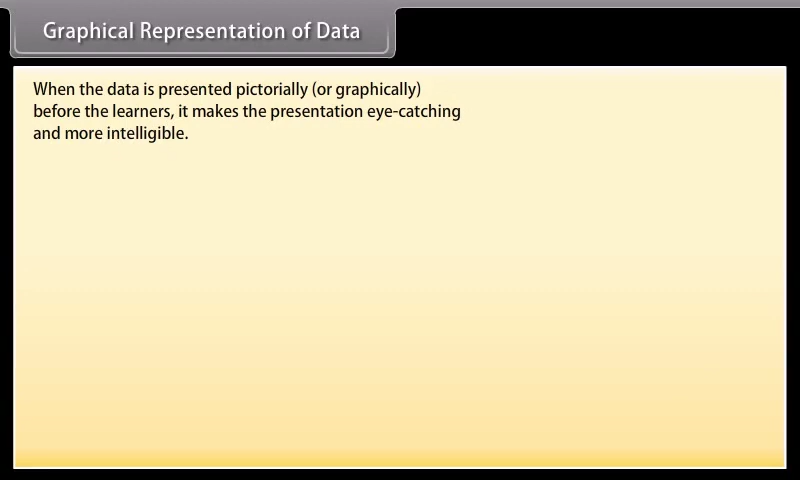 Graphical Representation of Data
When the data is presented pictorially (or graphically)
before the learners, it makes the presentation eye-catching
and more intelligible.